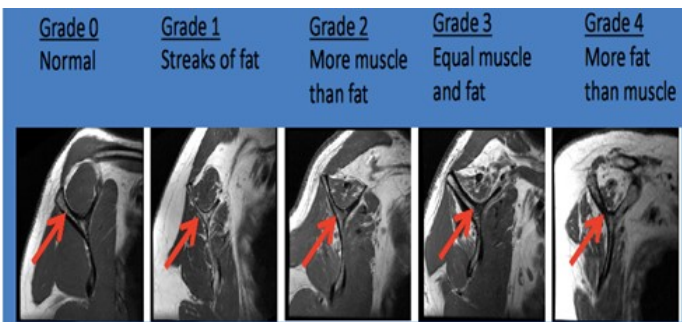 Grade 0
Normal
Grade 1
Streaks of fat
Grade 2
More muscle
than fat
Grade 3
Equal muscle
and fat
Grade 4
More fat
than muscle